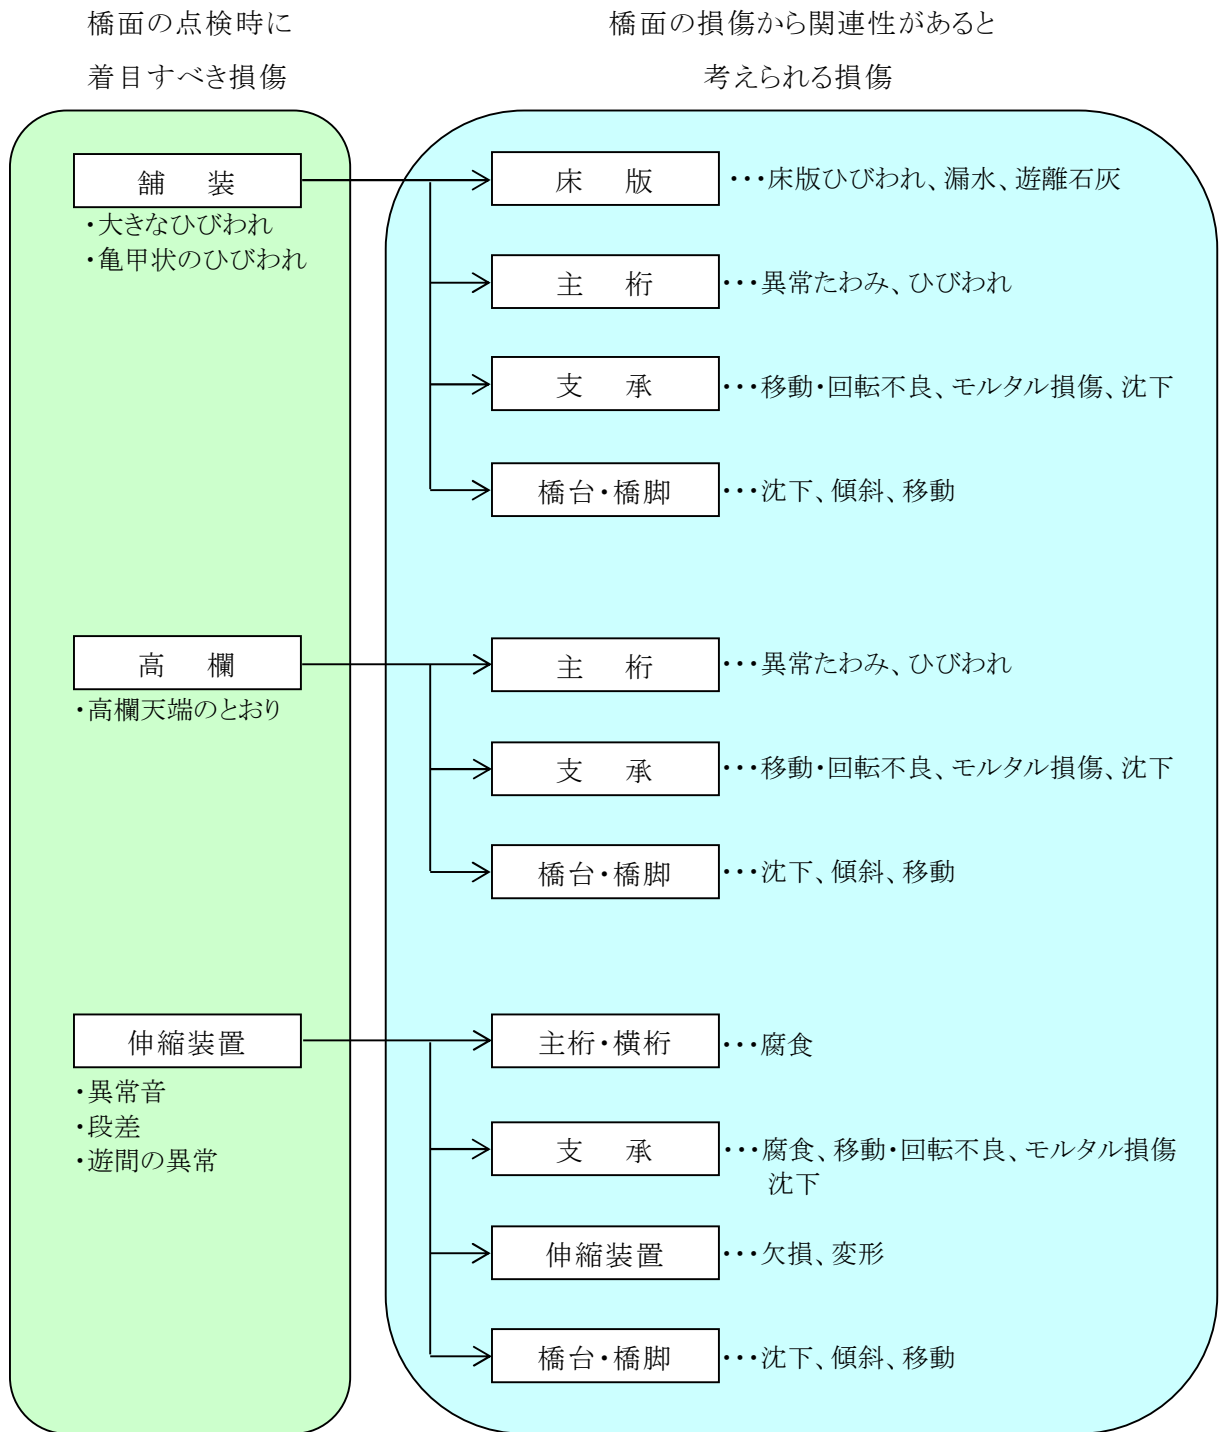 橋面の点検時に
着目すべき損傷
橋面の損傷から関連性があると
考えられる損傷
舗　装
・大きなひびわれ
・亀甲状のひびわれ
床　版
・・・床版ひびわれ、漏水、遊離石灰
主　桁
・・・異常たわみ、ひびわれ
支　承
・・・移動・回転不良、モルタル損傷、沈下
橋台・橋脚
・・・沈下、傾斜、移動
高　欄
・高欄天端のとおり
主　桁
・・・異常たわみ、ひびわれ
支　承
・・・移動・回転不良、モルタル損傷、沈下
橋台・橋脚
・・・沈下、傾斜、移動
伸縮装置
・異常音
・段差
・遊間の異常
主桁・横桁
・・・腐食
支　承
・・・腐食、移動・回転不良、モルタル損傷
沈下
伸縮装置
・・・欠損、変形
橋台・橋脚
・・・沈下、傾斜、移動